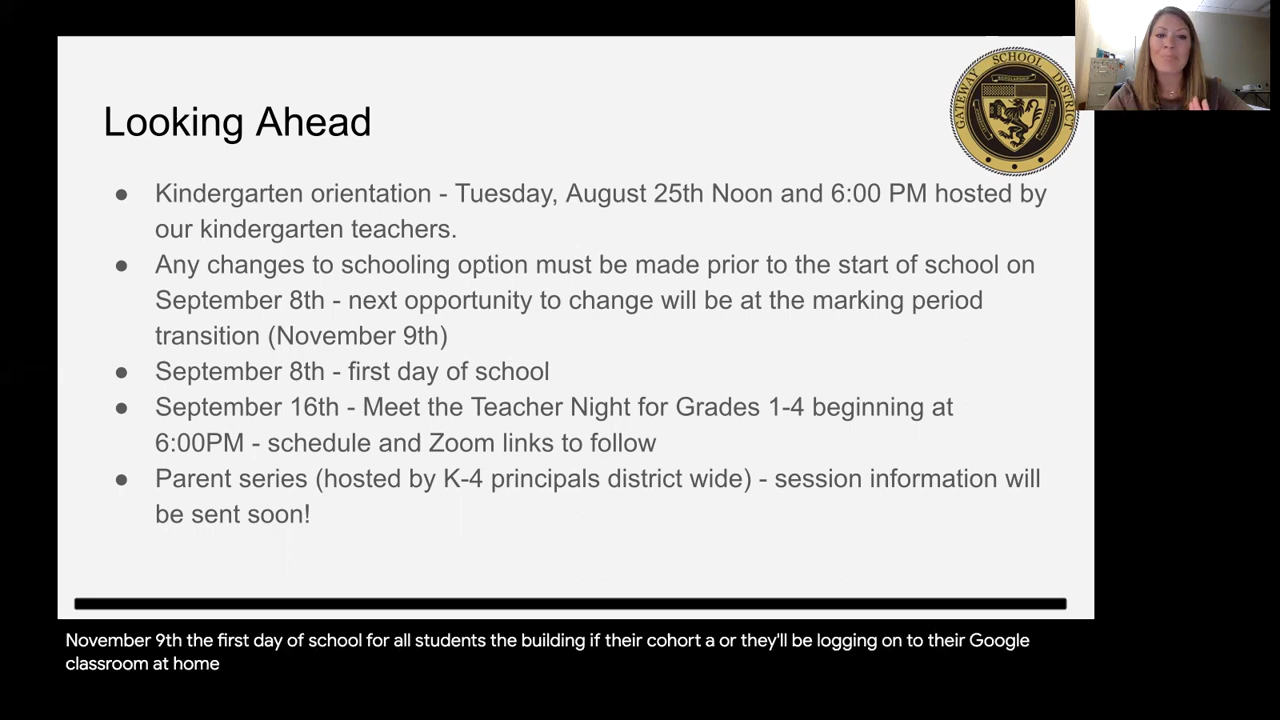 GATEWAY SCHOOL DISTRICT
SCHOLARSHIP
Looking Ahead
● Kindergarten orientation - Tuesday, August 25th Noon and 6:00 PM hosted by
our kindergarten teachers.
● Any changes to schooling option must be made prior to the start of school on
September 8th - next opportunity to change will be at the marking period
transition (November 9th)
● September 8th - first day of school
● September 16th - Meet the Teacher Night for Grades 1-4 beginning at
6:00PM - schedule and Zoom links to follow
● Parent series (hosted by K-4 principals district wide) - session information will
be sent soon!
November 9th the first day of school for all students the building if their cohort a or they'll be logging on to their Google
classroom at home